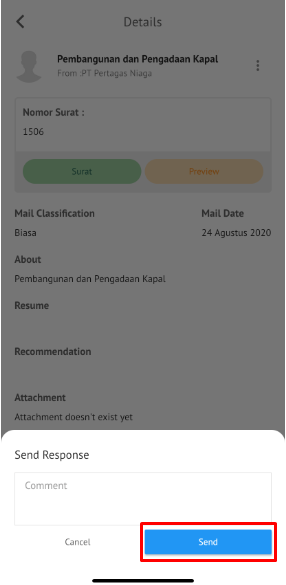 Details
Pembangunan dan Pengadaan Kapal
From :PT Pertagas Niaga
Nomor Surat :
1506
Surat
Preview
Mail Classification
Mail Date
Biasa
24 Agustus 2020
About
Pembangunan dan Pengadaan Kapal
Resume
Recommendation
Attachment
Attachment doesn't exist yet
Send Response
Comment
Cancel
Send